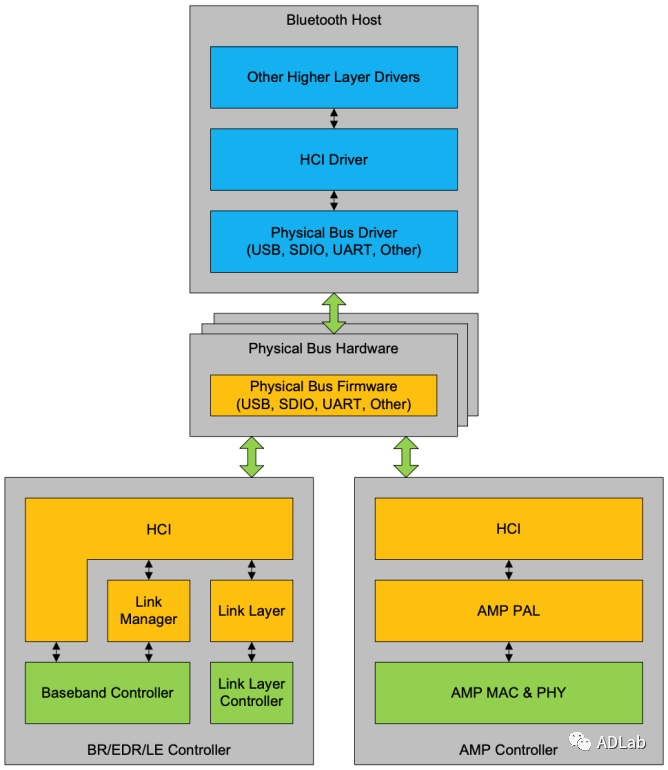 Bluetooth Host
Other Higher Layer Drivers
HCI Driver
Physical Bus Driver
(USB, SDIO, UART, Other)
Physical Bus Hardware
Physical Bus Firmware
(USB, SDIO, UART, Other)
HCI
Link
Manager
Link Layer
Baseband Controller
Link Layer
Controller
BR/EDR/LE Controller
HCI
AMP PAL
AMP MAC & PHY
AMP Controller
ADLab